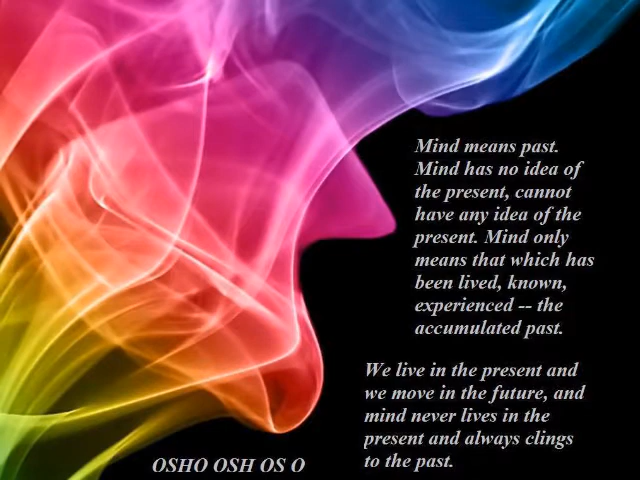 Mind means past.
Mind has no idea of
the present, cannot
have any idea of the
present. Mind only
means that which has
been lived, known,
experienced -- the
accumulated past.
We live in the present and
we move in the future, and
mind never lives in the
present and always clings
to the past.
OSHO OSH OS O